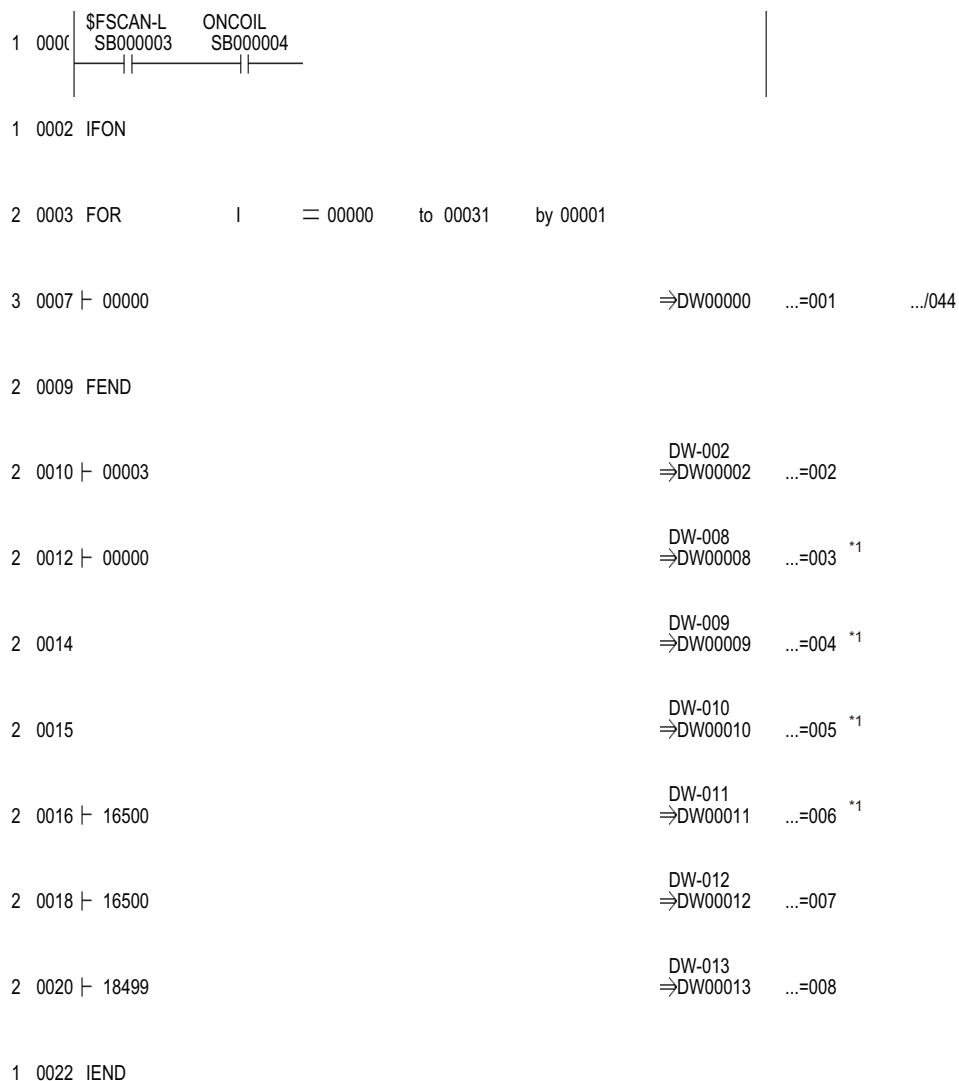 $FSCAN-L ONCOIL
1 000( SB000003 SB000004
1 0002 IFON
2 0003 FOR I = 00000 to 00031 by 00001
3 0007 ⊢ 00000 ⇒DW00000 ...=001 .../044
2 0009 FEND
DW-002
2 0010 ⊢ 00003 ⇒DW00002 ...=002
DW-008
2 0012 ⊢ 00000 ⇒DW00008 ...=003 *1
DW-009
2 0014 ⇒DW00009 ...=004 *1
DW-010
2 0015 ⇒DW00010 ...=005 *1
DW-011
2 0016 ⊢ 16500 ⇒DW00011 ...=006 *1
DW-012
2 0018 ⊢ 16500 ⇒DW00012 ...=007
DW-013
2 0020 ⊢ 18499 ⇒DW00013 ...=008
1 0022 IEND